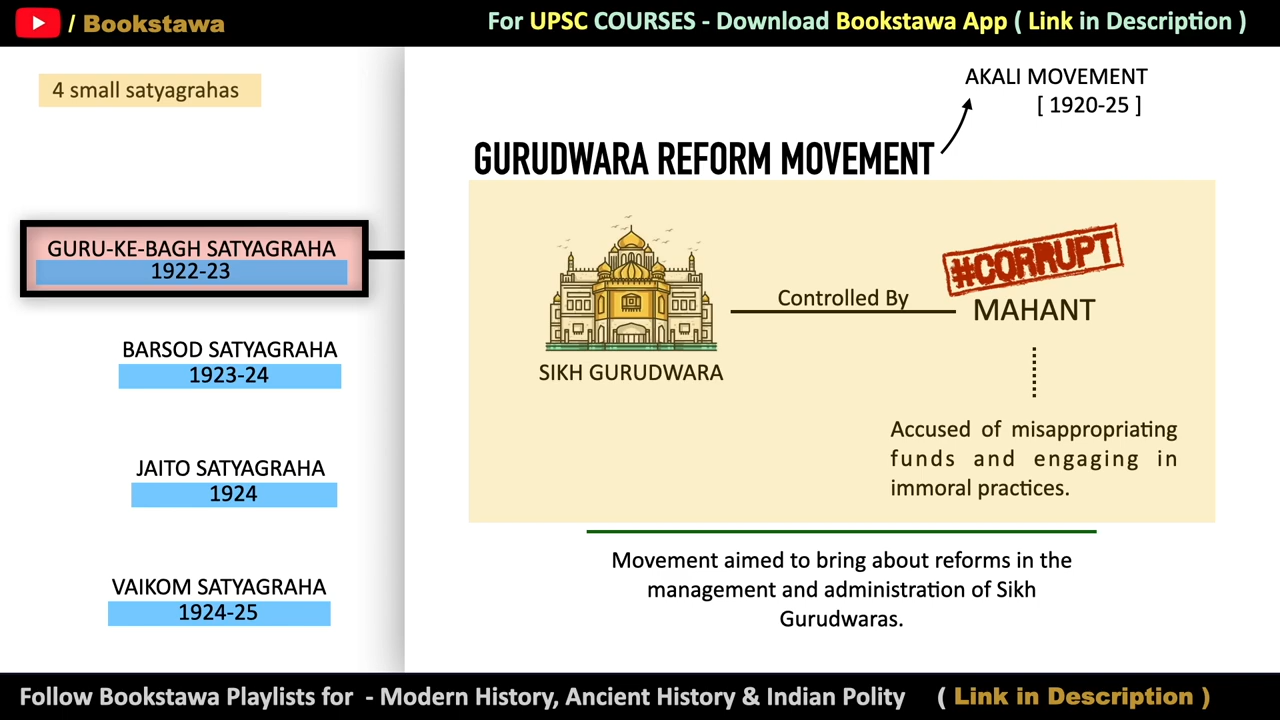 / Bookstawa
For UPSC COURSES - Download Bookstawa App ( Link in Description )
4 small satyagrahas
GURU-KE-BAGH SATYAGRAHA
1922-23
BARSOD SATYAGRAHA
1923-24
JAITO SATYAGRAHA
1924
VAIKOM SATYAGRAHA
1924-25
AKALI MOVEMENT
[ 1920-25 ]
GURUDWARA REFORM MOVEMENT
SIKH GURUDWARA
Controlled By
#CORRUPT
MAHANT
Accused of misappropriating
funds and engaging in
immoral practices.
Movement aimed to bring about reforms in the
management and administration of Sikh
Gurudwaras.
Follow Bookstawa Playlists for - Modern History, Ancient History & Indian Polity ( Link in Description )